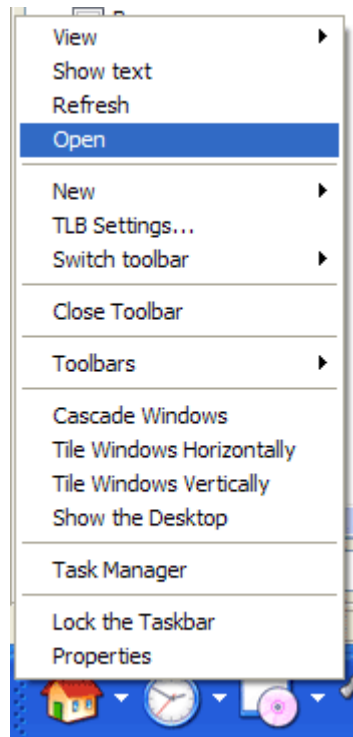 View
Show text
Refresh
Open
New
TLB Settings...
Switch toolbar
Close Toolbar
Toolbars
Cascade Windows
Tile Windows Horizontally
Tile Windows Vertically
Show the Desktop
Task Manager
Lock the Taskbar
Properties